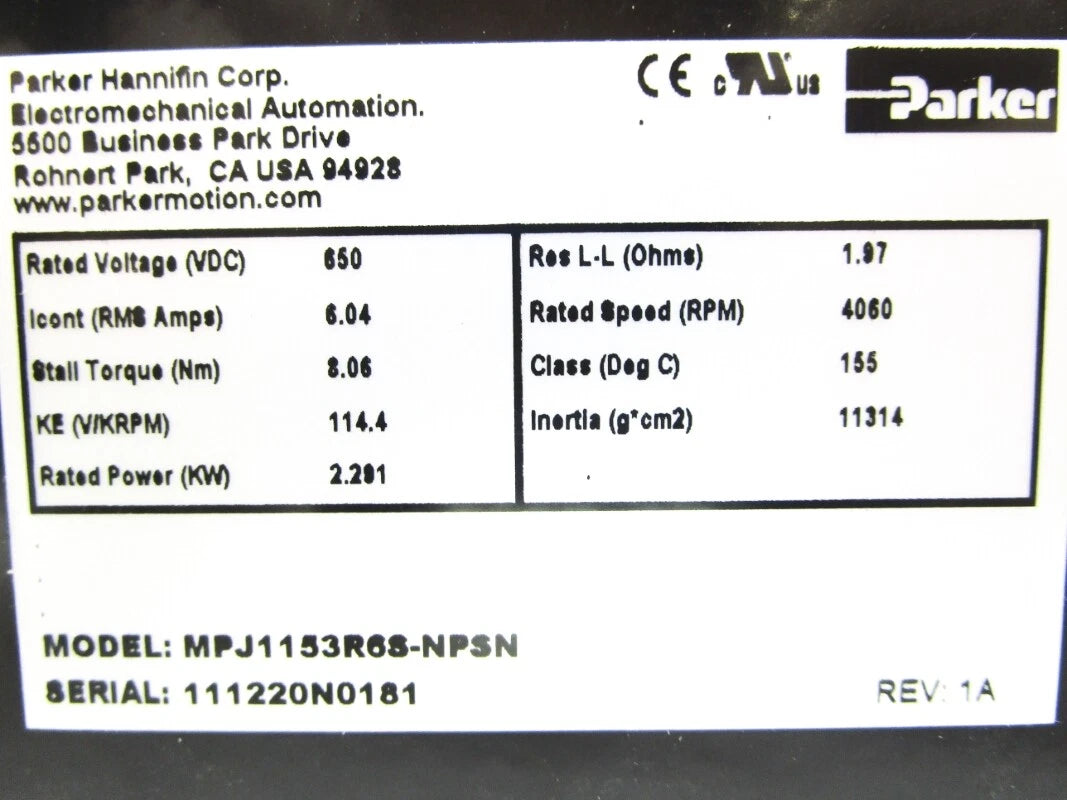 Parker Hannifin Corp.
Electromechanical Automation.
5500 Business Park Drive
Rohnert Park, CA USA 94928
www.parkermotion.com
CE c UL US
Parker
Rated Voltage (VDC) 650
Icont (RMS Amps) 6.04
Stall Torque (Nm) 8.06
KE (V/KRPM) 114.4
Rated Power (KW) 2.281
Res L-L (Ohms) 1.97
Rated Speed (RPM) 4060
Class (Deg C) 155
Inertia (g*cm2) 11314
MODEL: MPJ1153R6S-NPSN
SERIAL: 111220N0181
REV: 1A